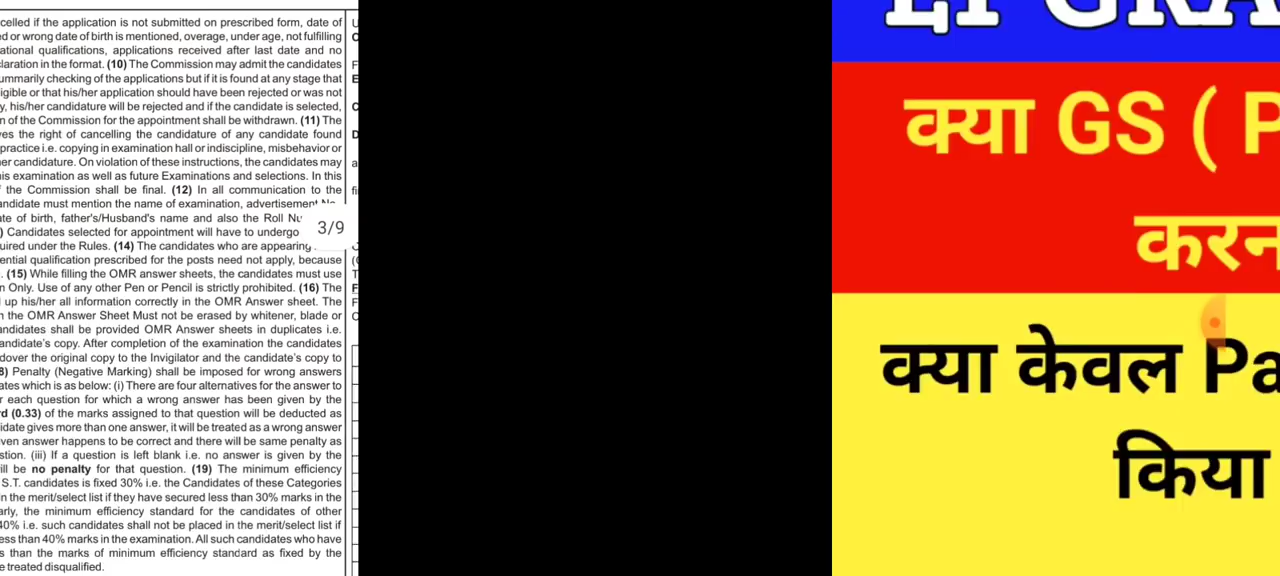 celled if the application is not submitted on prescribed form, date of
ed or wrong date of birth is mentioned, overage, under age, not fulfilling
ational qualifications, applications received after last date and no
claration in the format. (10) The Commission may admit the candidates
summarily checking of the applications but if it is found at any stage that
igible or that his/her application should have been rejected or was not
y, his/her candidature will be rejected and if the candidate is selected,
n of the Commission for the appointment shall be withdrawn. (11) The
ves the right of cancelling the candidature of any candidate found
practice i.e. copying in examination hall or indiscipline, misbehavior or
ner candidature. On violation of these instructions, the candidates may
his examination as well as future Examinations and selections. In this
f the Commission shall be final. (12) In all communication to the
andidate must mention the name of examination, advertisement No.
ate of birth, father's/Husband's name and also the Roll Nu
) Candidates selected for appointment will have to undergo
uired under the Rules. (14) The candidates who are appearing
ential qualification prescribed for the posts need not apply, because
. (15) While filling the OMR answer sheets, the candidates must use
n Only. Use of any other Pen or Pencil is strictly prohibited. (16) The
l up his/her all information correctly in the OMR Answer sheet. The
n the OMR Answer Sheet Must not be erased by whitener, blade or
andidates shall be provided OMR Answer sheets in duplicates i.e.
andidate's copy. After completion of the examination the candidates
dover the original copy to the Invigilator and the candidate's copy to
8) Penalty (Negative Marking) shall be imposed for wrong answers
ates which is as below: (i) There are four alternatives for the answer to
r each question for which a wrong answer has been given by the
rd (0.33) of the marks assigned to that question will be deducted as
idate gives more than one answer, it will be treated as a wrong answer
ven answer happens to be correct and there will be same penalty as
stion. (iii) If a question is left blank i.e. no answer is given by the
ill be no penalty for that question. (19) The minimum efficiency
S.T. candidates is fixed 30% i.e. the Candidates of these Categories
in the merit/select list if they have secured less than 30% marks in the
arly, the minimum efficiency standard for the candidates of other
40% i.e. such candidates shall not be placed in the merit/select list if
ess than 40% marks in the examination. All such candidates who have
s than the marks of minimum efficiency standard as fixed by the
e treated disqualified.
3/9
LT GRA
क्या GS ( P
करन
क्या केवल Pa
किया